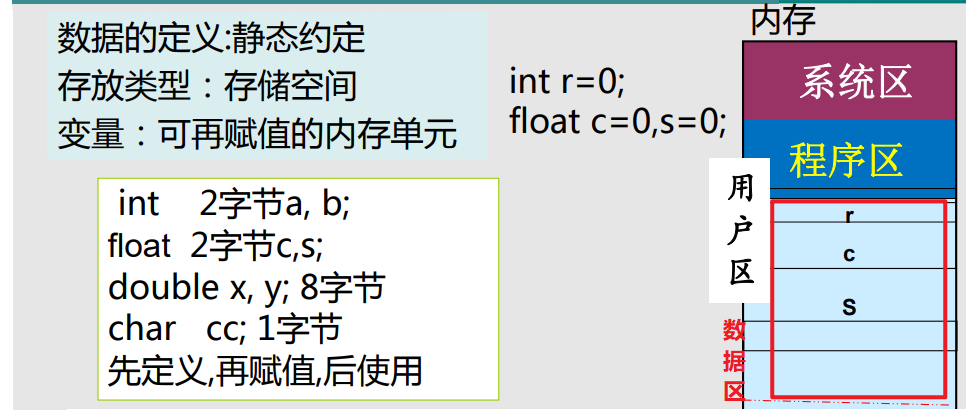 数据的定义:静态约定
存放类型：存储空间
变量：可再赋值的内存单元
int r=0;
float c=0,s=0;
int 2字节a, b;
float 2字节c,s;
double x, y; 8字节
char cc; 1字节
先定义,再赋值,后使用
内存
系统区
程序区
用户区
r
c
S
数据区